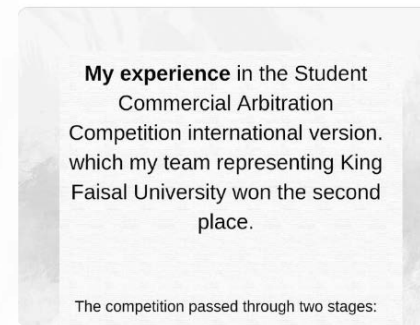 My experience in the Student
Commercial Arbitration
Competition international version.
which my team representing King
Faisal University won the second
place.
The competition passed through two stages: